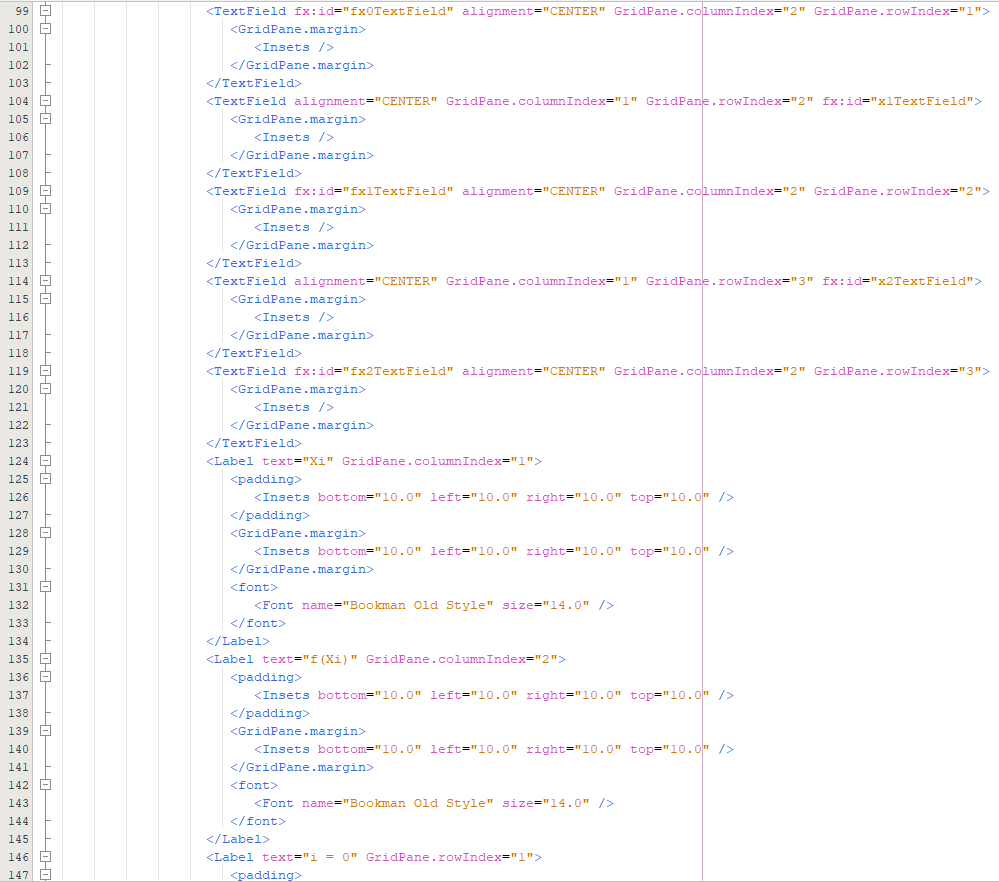 99 <TextField fx:id="fx0TextField" alignment="CENTER" GridPane.columnIndex="2" GridPane.rowIndex="1">
100 <GridPane.margin>
101 <Insets />
102 </GridPane.margin>
103 </TextField>
104 <TextField alignment="CENTER" GridPane.columnIndex="1" GridPane.rowIndex="2" fx:id="x1TextField">
105 <GridPane.margin>
106 <Insets />
107 </GridPane.margin>
108 </TextField>
109 <TextField fx:id="fx1TextField" alignment="CENTER" GridPane.columnIndex="2" GridPane.rowIndex="2">
110 <GridPane.margin>
111 <Insets />
112 </GridPane.margin>
113 </TextField>
114 <TextField alignment="CENTER" GridPane.columnIndex="1" GridPane.rowIndex="3" fx:id="x2TextField">
115 <GridPane.margin>
116 <Insets />
117 </GridPane.margin>
118 </TextField>
119 <TextField fx:id="fx2TextField" alignment="CENTER" GridPane.columnIndex="2" GridPane.rowIndex="3">
120 <GridPane.margin>
121 <Insets />
122 </GridPane.margin>
123 </TextField>
124 <Label text="Xi" GridPane.columnIndex="1">
125 <padding>
126 <Insets bottom="10.0" left="10.0" right="10.0" top="10.0" />
127 </padding>
128 <GridPane.margin>
129 <Insets bottom="10.0" left="10.0" right="10.0" top="10.0" />
130 </GridPane.margin>
131 <font>
132 <Font name="Bookman Old Style" size="14.0" />
133 </font>
134 </Label>
135 <Label text="f(Xi)" GridPane.columnIndex="2">
136 <padding>
137 <Insets bottom="10.0" left="10.0" right="10.0" top="10.0" />
138 </padding>
139 <GridPane.margin>
140 <Insets bottom="10.0" left="10.0" right="10.0" top="10.0" />
141 </GridPane.margin>
142 <font>
143 <Font name="Bookman Old Style" size="14.0" />
144 </font>
145 </Label>
146 <Label text="i = 0" GridPane.rowIndex="1">
147 <padding>